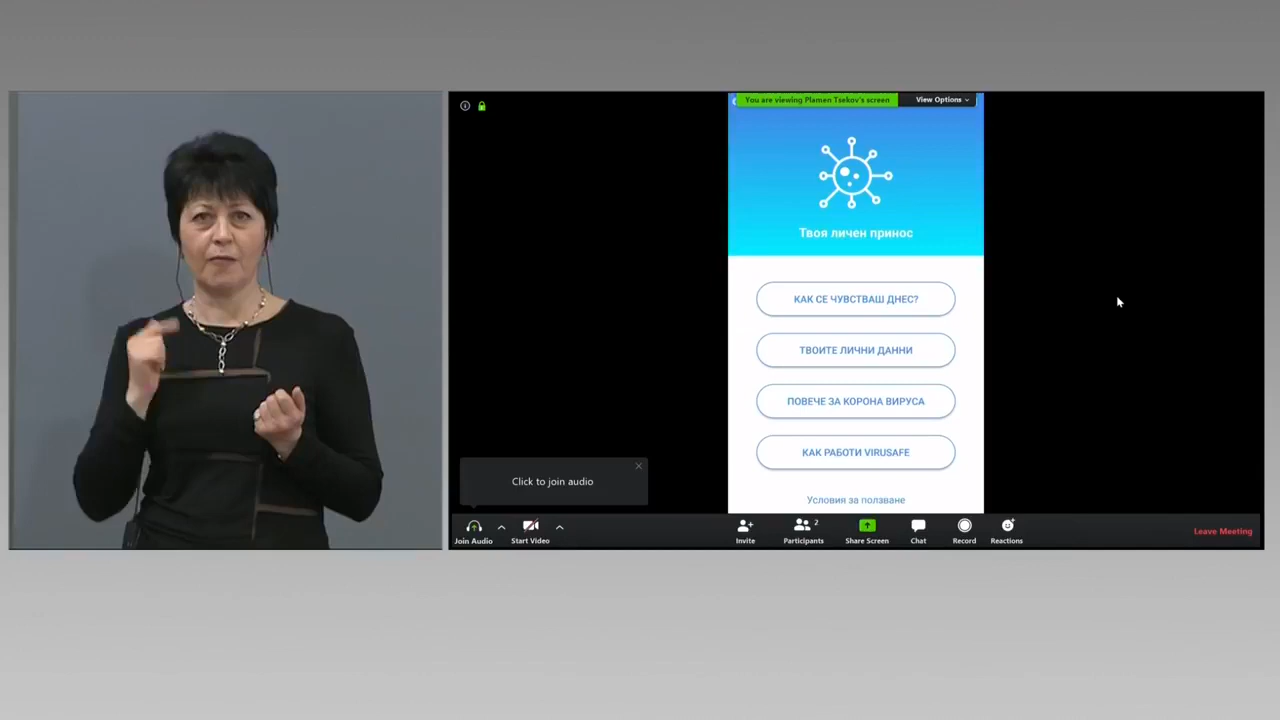 You are viewing Plamen Tsekov's screen
View Options
Твоя личен принос
КАК СЕ ЧУВСТВАШ ДНЕС?
ТВОИТЕ ЛИЧНИ ДАННИ
ПОВЕЧЕ ЗА КОРОНА ВИРУСА
КАК РАБОТИ VIRUSAFE
Условия за ползване
Click to join audio
Join Audio
Start Video
Invite
2
Participants
Share Screen
Chat
Record
Reactions
Leave Meeting